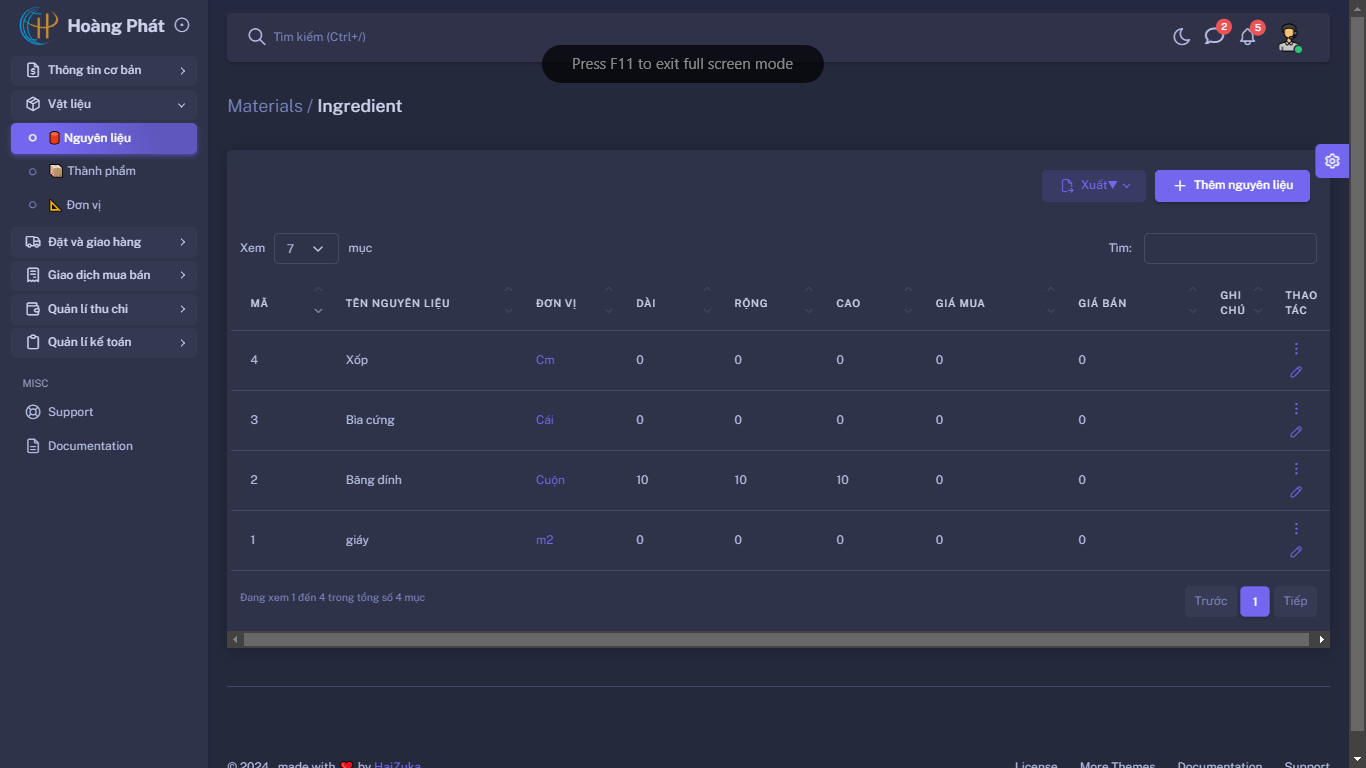 Hoàng Phát
Thông tin cơ bản
Vật liệu
Nguyên liệu
Thành phẩm
Đơn vị
Đặt và giao hàng
Giao dịch mua bán
Quản lí thu chi
Quản lí kế toán
MISC
Support
Documentation
Tìm kiếm (Ctrl+/)
2
5
Press F11 to exit full screen mode
Materials / Ingredient
Xuất▼
+ Thêm nguyên liệu
Xem 7 mục
Tìm:
MÃ TÊN NGUYÊN LIỆU ĐƠN VỊ DÀI RỘNG CAO GIÁ MUA GIÁ BÁN GHI CHÚ THAO TÁC
4 Xốp Cm 0 0 0 0 0
3 Bìa cứng Cái 0 0 0 0 0
2 Băng dính Cuộn 10 10 10 0 0
1 giáy m2 0 0 0 0 0
Đang xem 1 đến 4 trong tổng số 4 mục
Trước 1 Tiếp
© 2024 , made with ❤️ by HaiZuka
License More Themes Documentation Support